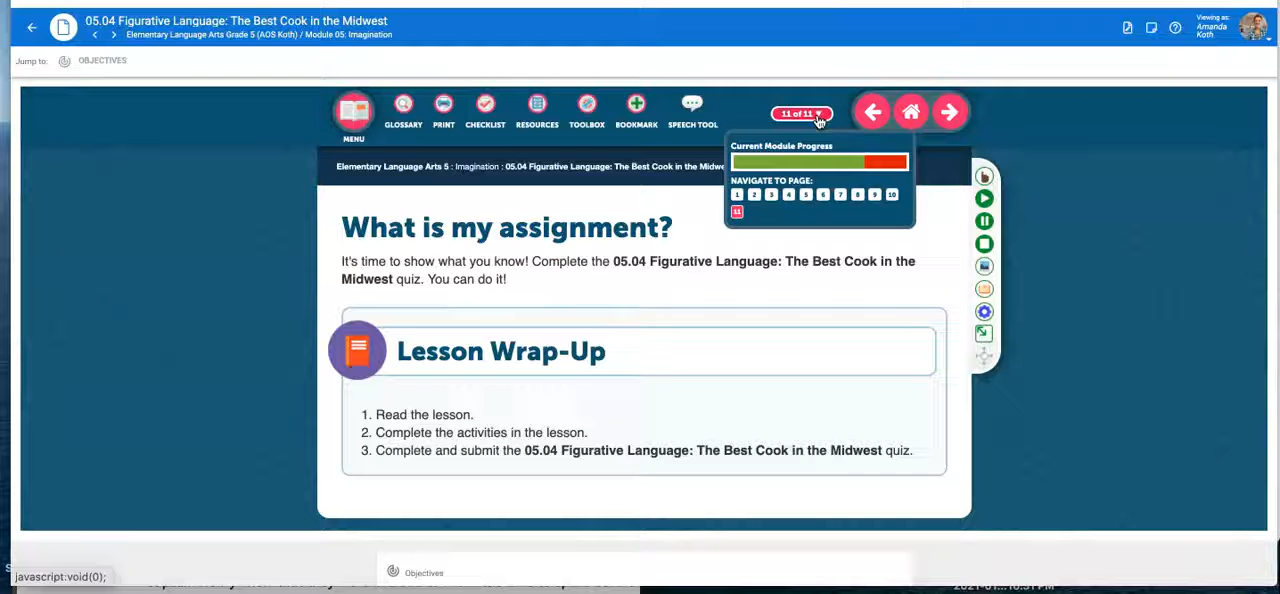 05.04 Figurative Language: The Best Cook in the Midwest
Elementary Language Arts Grade 5 (AOS Koth) / Module 05: Imagination
Viewing as:
Amanda
Koth
Jump to: OBJECTIVES
MENU
GLOSSARY
PRINT
CHECKLIST
RESOURCES
TOOLBOX
BOOKMARK
SPEECH TOOL
11 of 11
Current Module Progress
NAVIGATE TO PAGE:
1 2 3 4 5 6 7 8 9 10
11
Elementary Language Arts 5 : Imagination : 05.04 Figurative Language: The Best Cook in the Midwe
What is my assignment?
It's time to show what you know! Complete the 05.04 Figurative Language: The Best Cook in the
Midwest quiz. You can do it!
Lesson Wrap-Up
1. Read the lesson.
2. Complete the activities in the lesson.
3. Complete and submit the 05.04 Figurative Language: The Best Cook in the Midwest quiz.
Objectives
javascript:void(0);